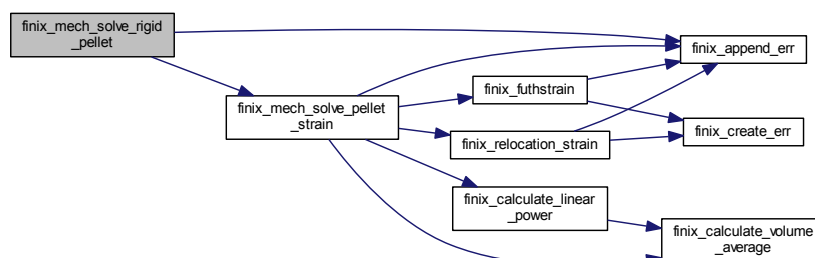 finix_mech_solve_rigid
_pellet
finix_mech_solve_pellet
_strain
finix_futhstrain
finix_relocation_strain
finix_calculate_linear
_power
finix_append_err
finix_create_err
finix_calculate_volume
_average